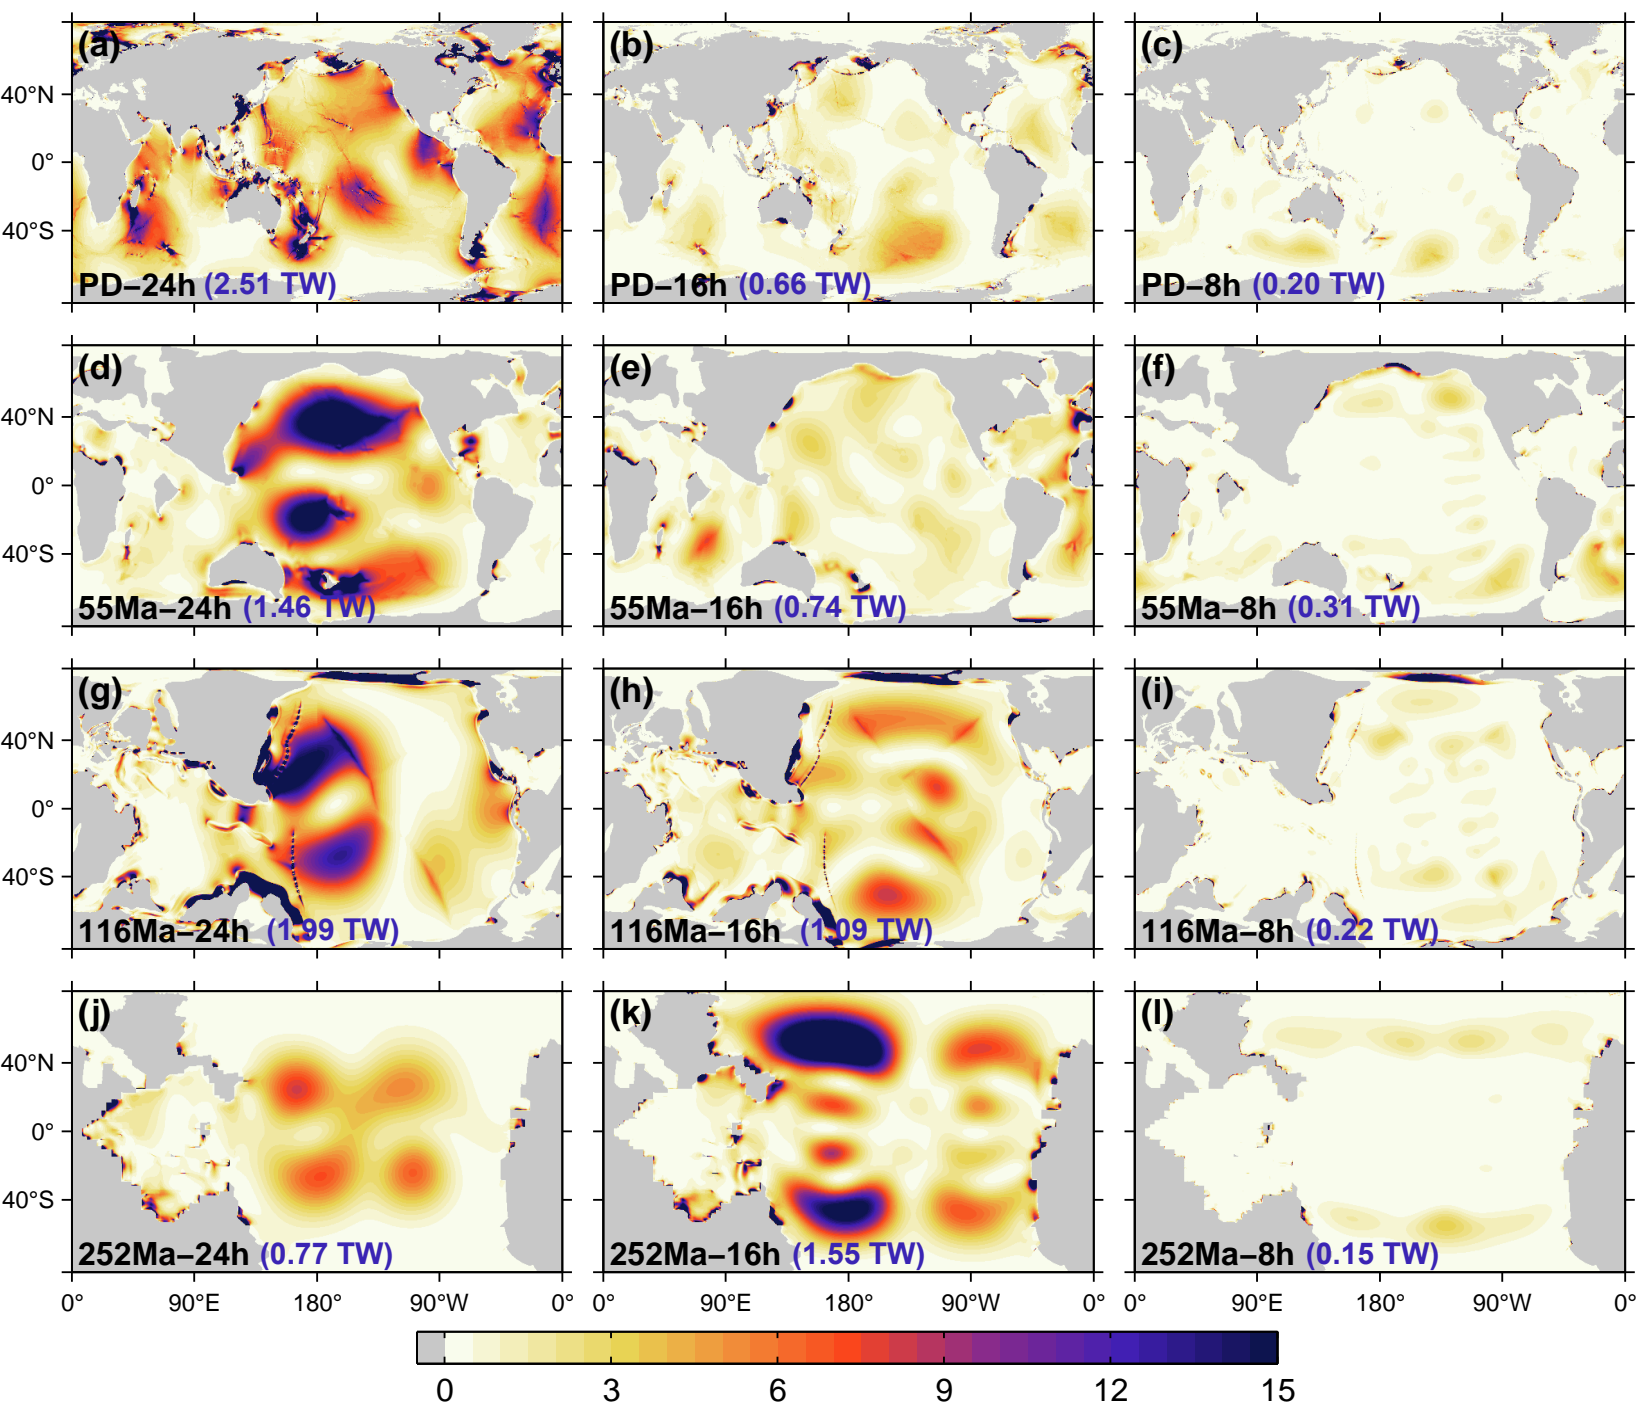 (a) (b) (c)
40°N
0°
40°S
PD–24h (2.51 TW) PD–16h (0.66 TW) PD–8h (0.20 TW)
(d) (e) (f)
40°N
0°
40°S
55Ma–24h (1.46 TW) 55Ma–16h (0.74 TW) 55Ma–8h (0.31 TW)
(g) (h) (i)
40°N
0°
40°S
116Ma–24h (1.99 TW) 116Ma–16h (1.09 TW) 116Ma–8h (0.22 TW)
(j) (k) (l)
40°N
0°
40°S
252Ma–24h (0.77 TW) 252Ma–16h (1.55 TW) 252Ma–8h (0.15 TW)
0° 90°E 180° 90°W 0° 0° 90°E 180° 90°W 0° 0° 90°E 180° 90°W 0°
0 3 6 9 12 15